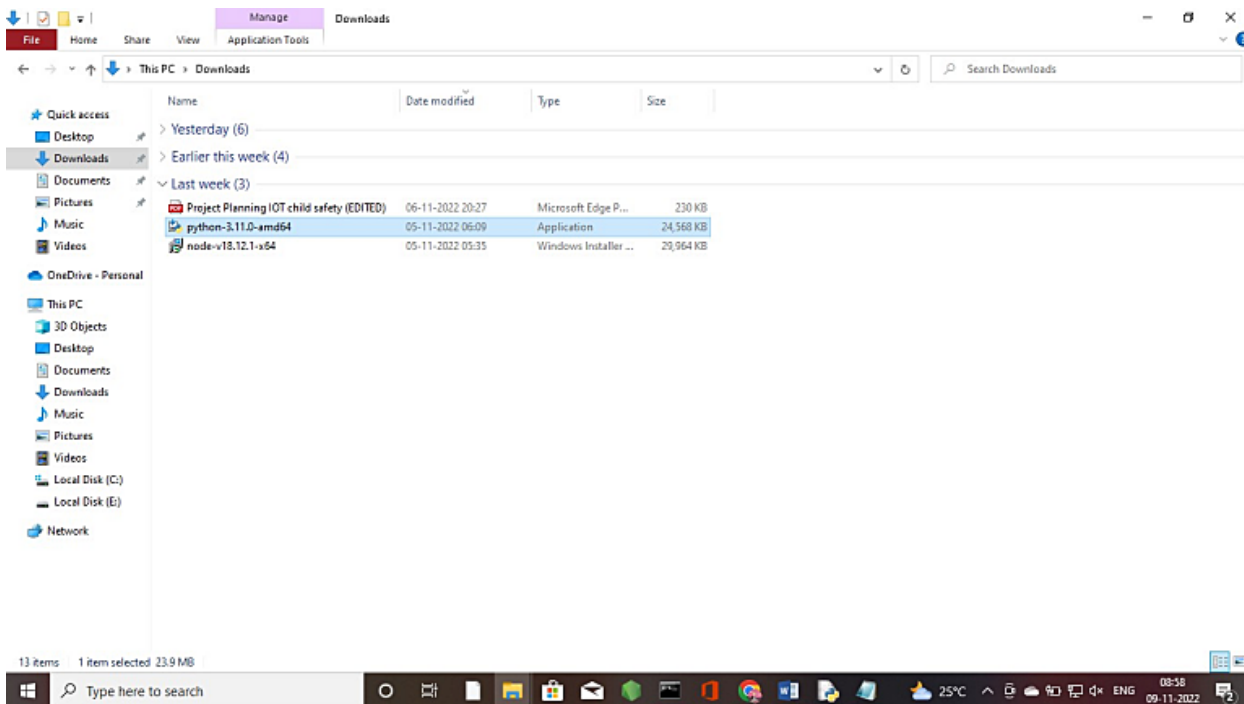 Manage Downloads
File Home Share View Application Tools
This PC › Downloads Search Downloads
Name Date modified Type Size
Quick access
Yesterday (6)
Desktop
Downloads
Earlier this week (4)
Documents
Last week (3)
Pictures
Project Planning IOT child safety (EDITED) 06-11-2022 20:27 Microsoft Edge P... 230 KB
Music
python-3.11.0-amd64 05-11-2022 06:09 Application 24,568 KB
Videos
node-v18.12.1-x64 05-11-2022 05:35 Windows Installer ... 29,964 KB
OneDrive - Personal
This PC
3D Objects
Desktop
Documents
Downloads
Music
Pictures
Videos
Local Disk (C:)
Local Disk (E:)
Network
13 items 1 item selected 23.9 MB
Type here to search 25°C ENG 08:58
09-11-2022
2